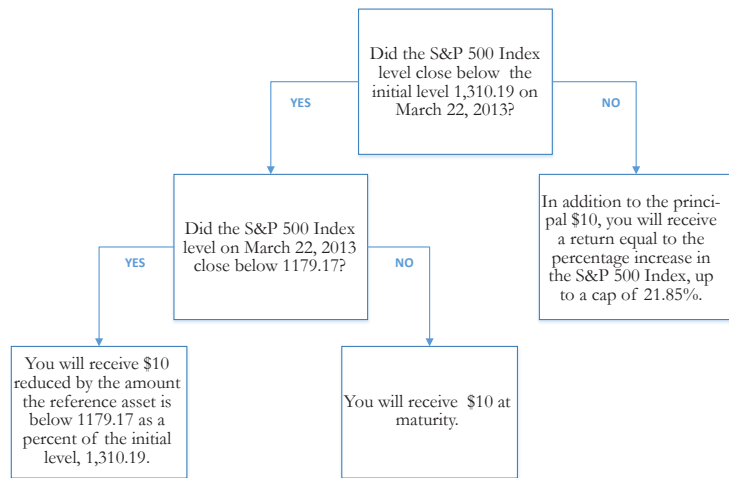 Did the S&P 500 Index
level close below the
initial level 1,310.19 on
March 22, 2013?
YES
NO
Did the S&P 500 Index
level on March 22, 2013
close below 1179.17?
In addition to the princi-
pal $10, you will receive
a return equal to the
percentage increase in
the S&P 500 Index, up
to a cap of 21.85%.
YES
NO
You will receive $10
reduced by the amount
the reference asset is
below 1179.17 as a
percent of the initial
level, 1,310.19.
You will receive $10 at
maturity.